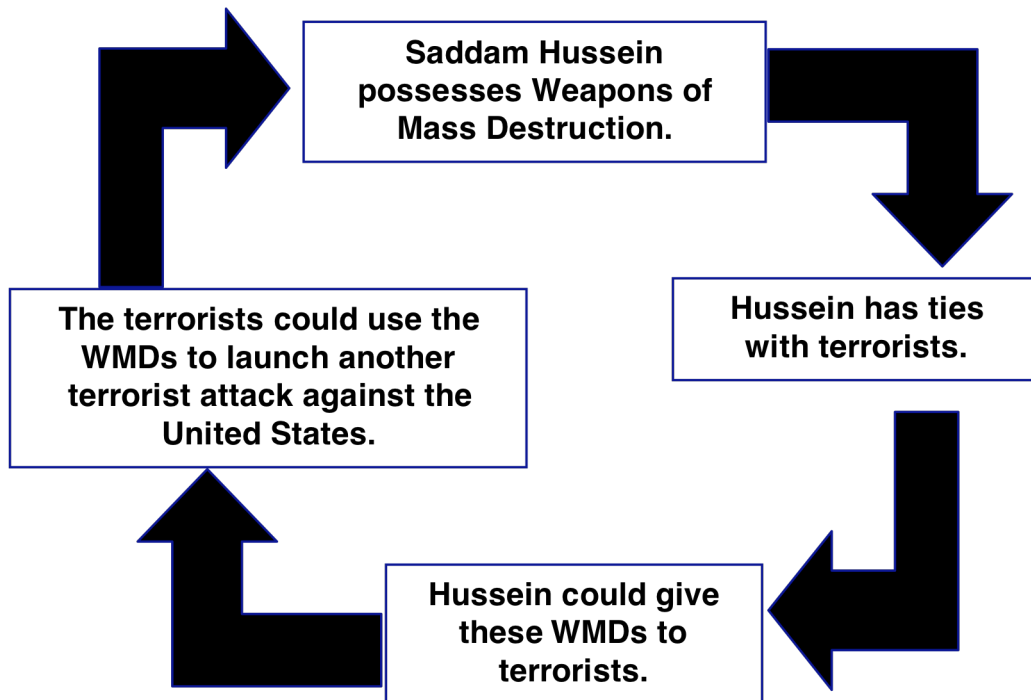 Saddam Hussein
possesses Weapons of
Mass Destruction.
Hussein has ties
with terrorists.
Hussein could give
these WMDs to
terrorists.
The terrorists could use the
WMDs to launch another
terrorist attack against the
United States.